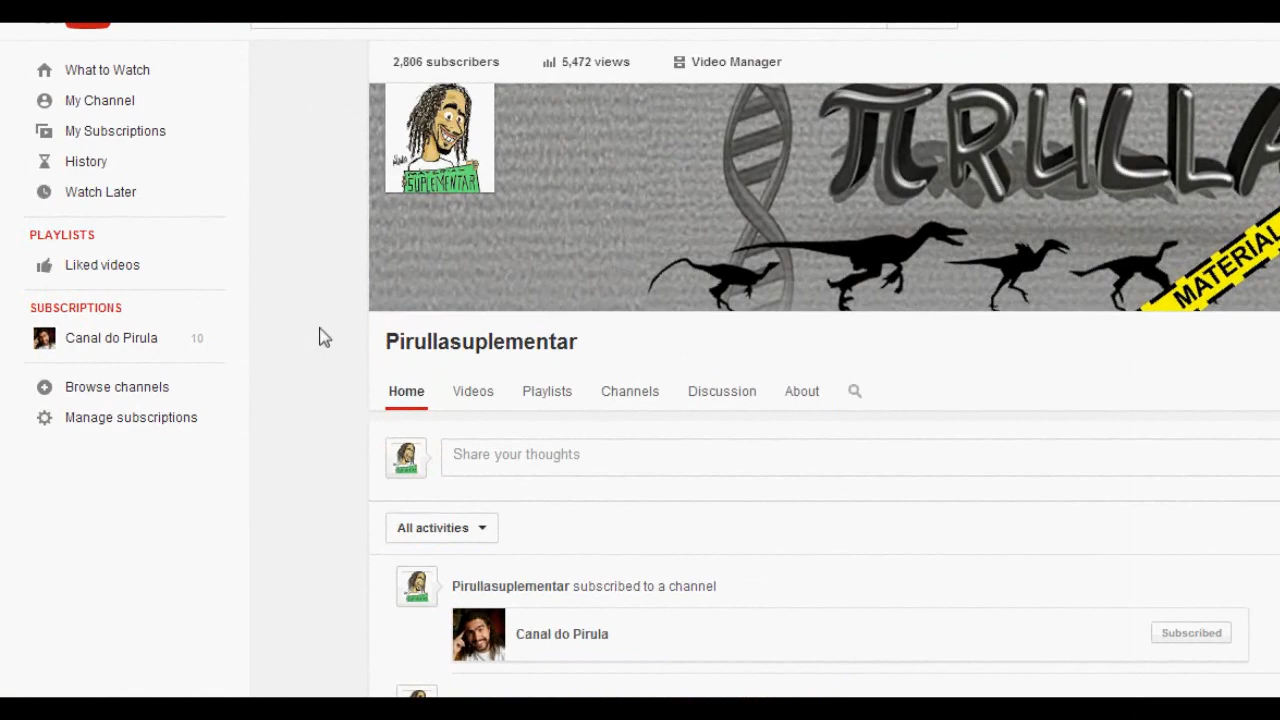 What to Watch
My Channel
My Subscriptions
History
Watch Later
PLAYLISTS
Liked videos
SUBSCRIPTIONS
Canal do Pirula 10
Browse channels
Manage subscriptions
2,806 subscribers 5,472 views Video Manager
SUPLEMENTAR
πRULLA
MATERIAL
Pirullasuplementar
Home Videos Playlists Channels Discussion About
Share your thoughts
All activities
Pirullasuplementar subscribed to a channel
Canal do Pirula
Subscribed